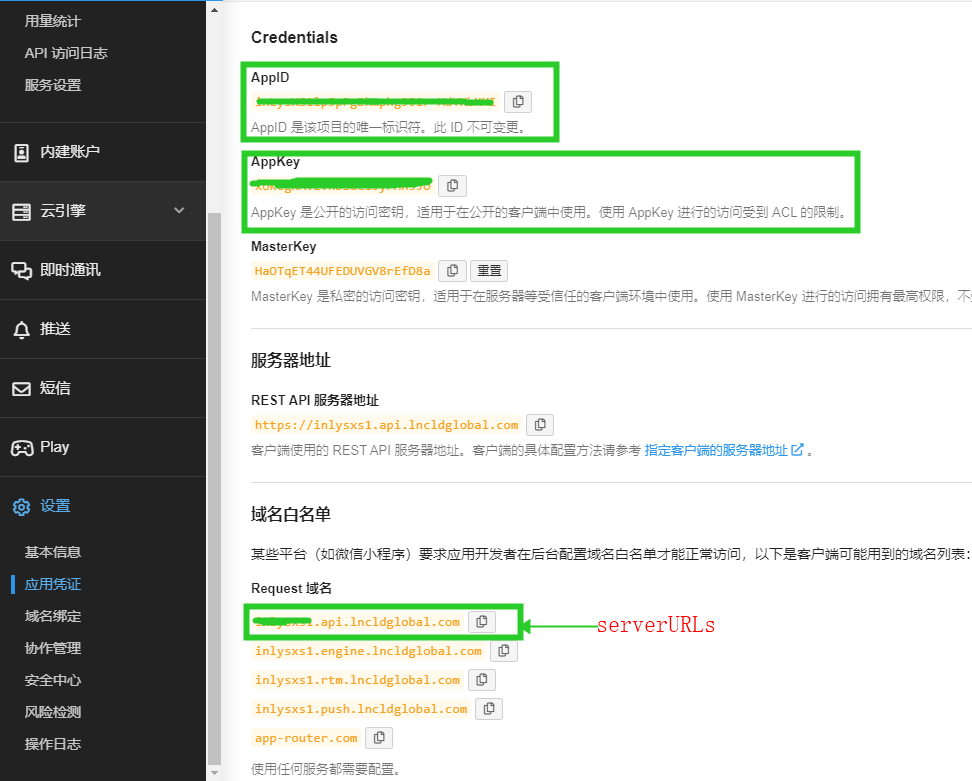 用量统计
API 访问日志
服务设置
内建账户
云引擎
即时通讯
推送
短信
Play
设置
基本信息
应用凭证
域名绑定
协作管理
安全中心
风险检测
操作日志
Credentials
AppID
AppID 是该项目的唯一标识符。此 ID 不可变更。
AppKey
AppKey 是公开的访问密钥，适用于在公开的客户端中使用。使用 AppKey 进行的访问受到 ACL 的限制。
MasterKey
HaOTqET44UFEDUVGV8rEfD8a 重置
MasterKey 是私密的访问密钥，适用于在服务器等受信任的客户端环境中使用。使用 MasterKey 进行的访问拥有最高权限，不
服务器地址
REST API 服务器地址
https://inlysxs1.api.lncldglobal.com
客户端使用的 REST API 服务器地址。客户端的具体配置方法请参考 指定客户端的服务器地址 。
域名白名单
某些平台（如微信小程序）要求应用开发者在后台配置域名白名单才能正常访问，以下是客户端可能用到的域名列表：
Request 域名
.api.lncldglobal.com
serverURLs
inlysxs1.engine.lncldglobal.com
inlysxs1.rtm.lncldglobal.com
inlysxs1.push.lncldglobal.com
app-router.com
使用任何服务都需要配置。